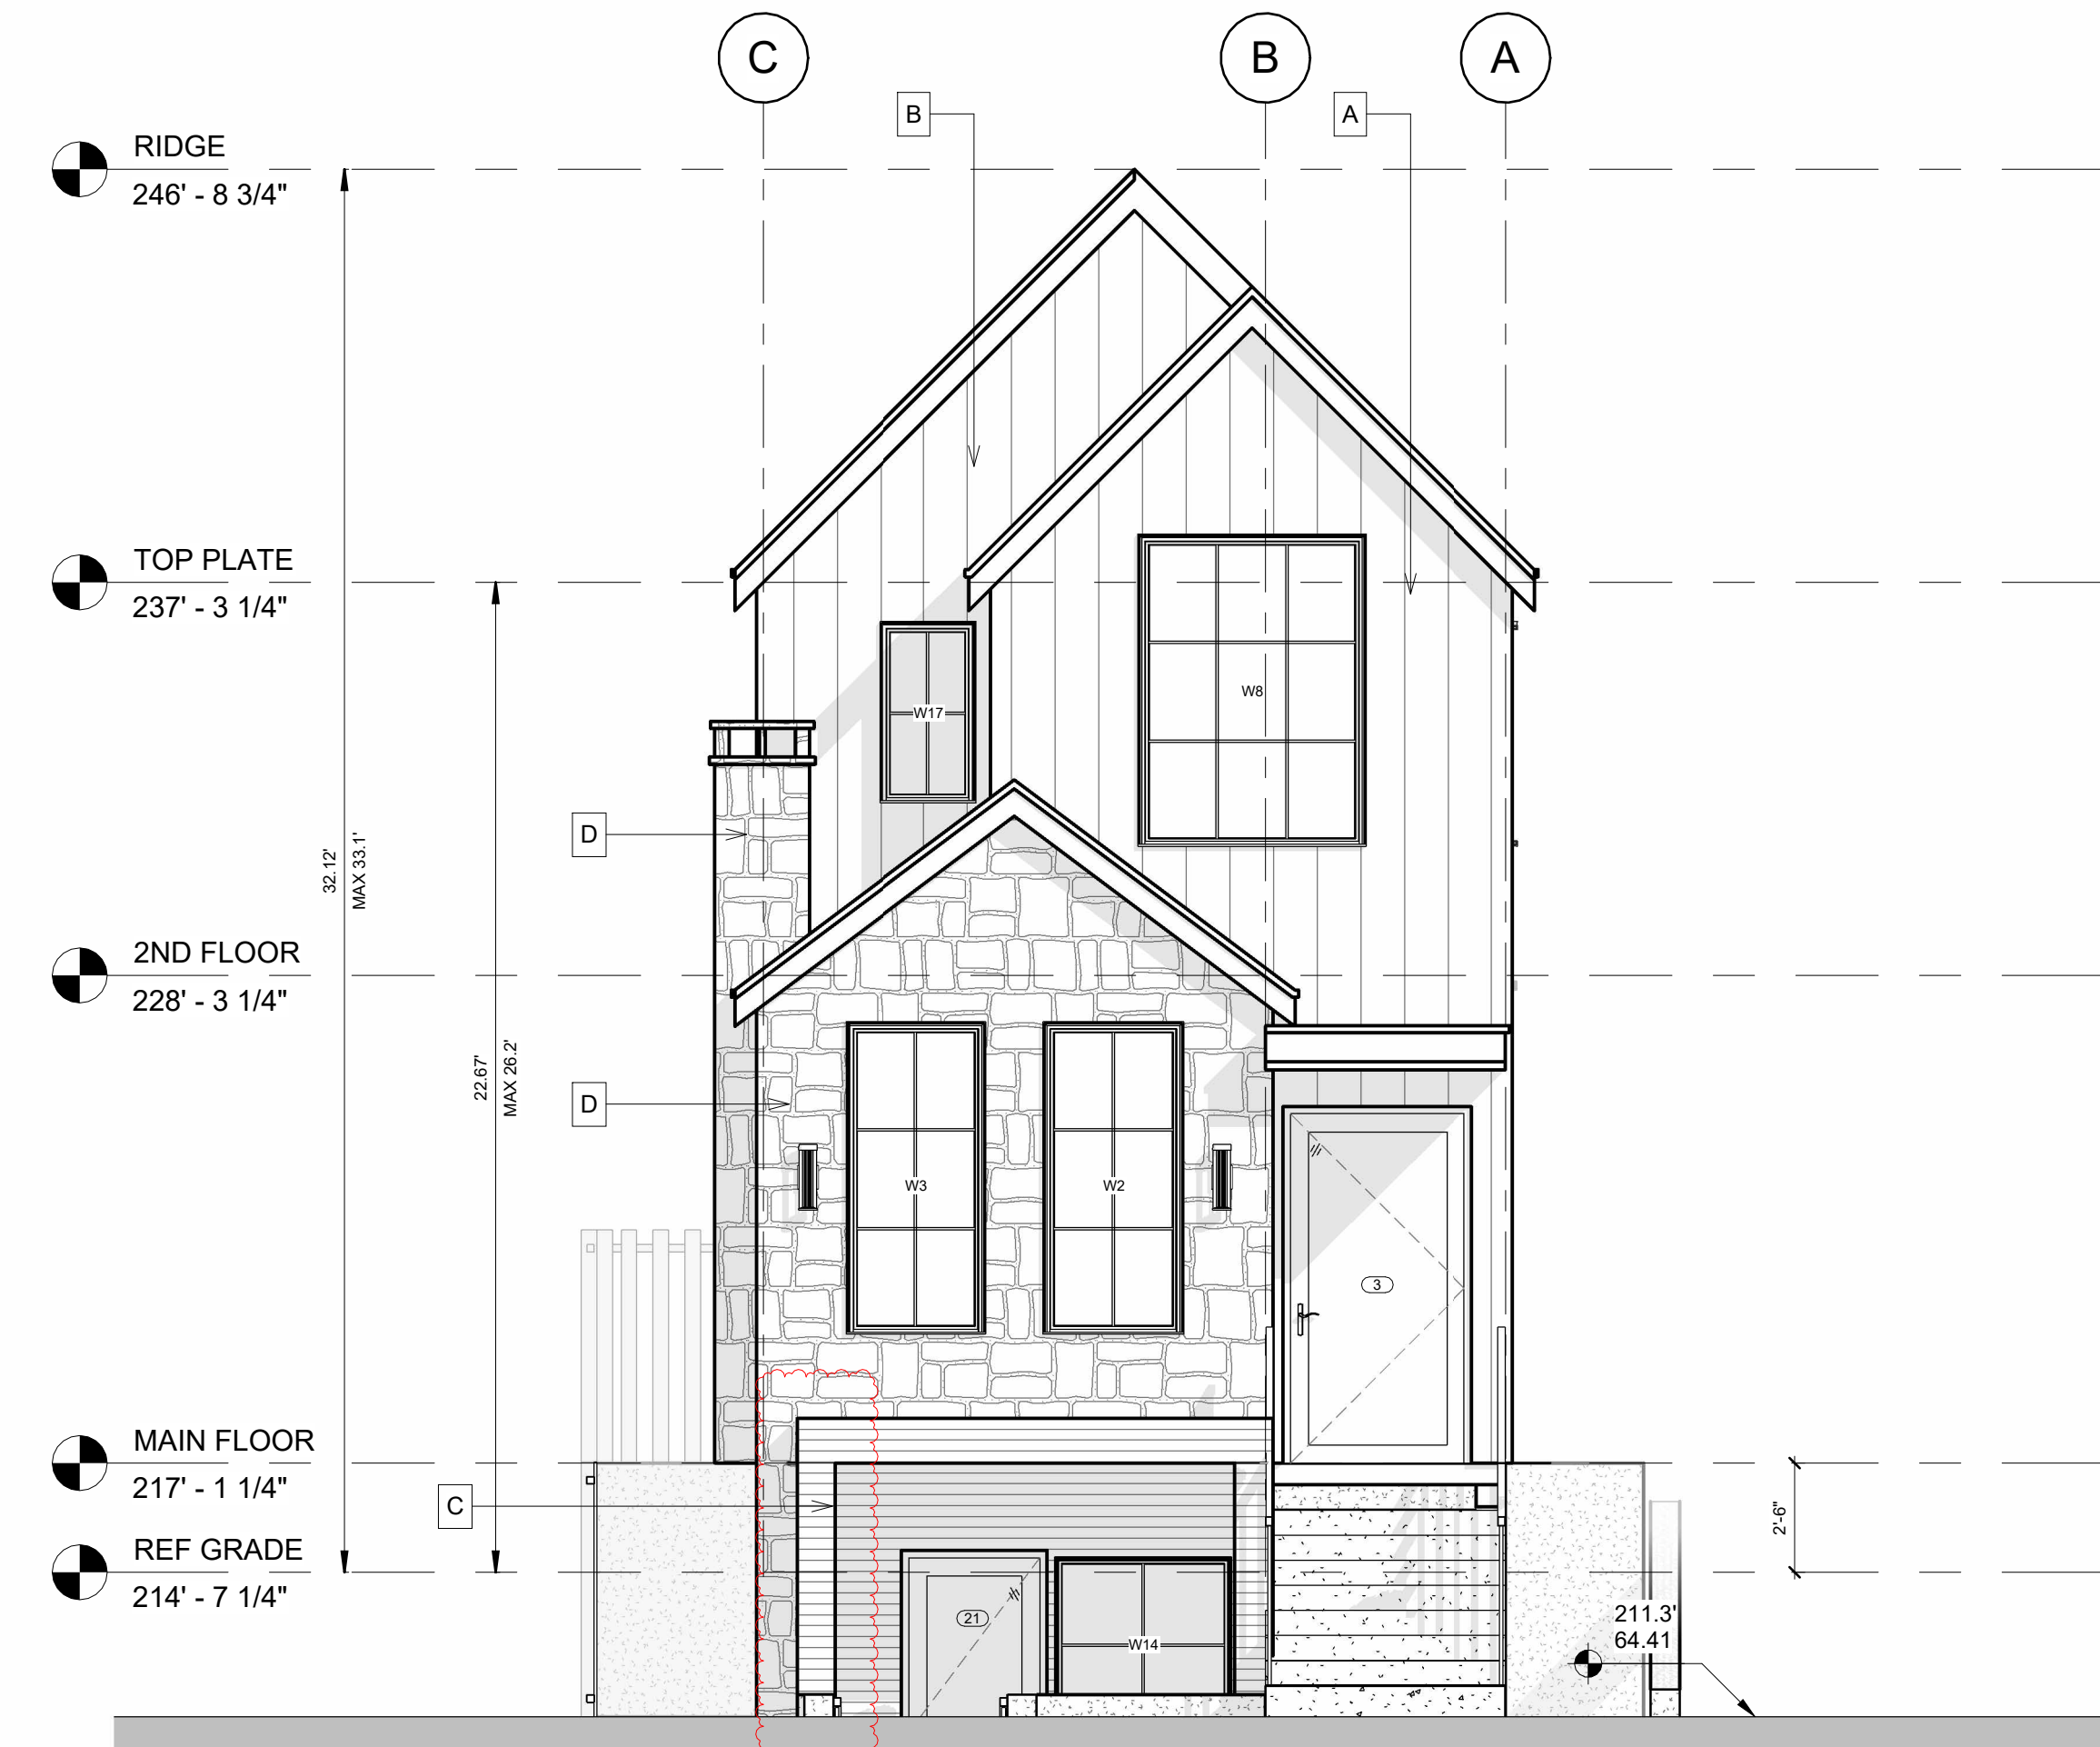 C
B
A
B
A
RIDGE
246' - 8 3/4"
TOP PLATE
237' - 3 1/4"
W8
W17
D
32.12'
MAX 33.1'
2ND FLOOR
228' - 3 1/4"
22.67'
MAX 26.2'
D
W3
W2
3
MAIN FLOOR
217' - 1 1/4"
C
2'-6"
REF GRADE
214' - 7 1/4"
21
W14
211.3'
64.41